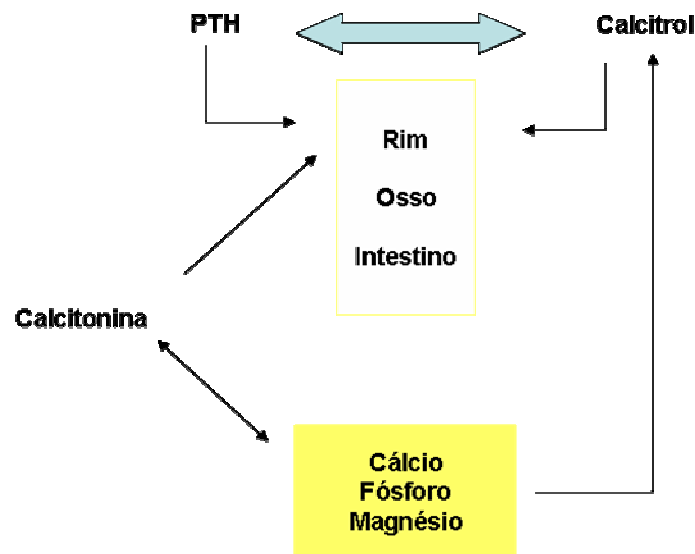 PTH
Calcitrol
Rim
Osso
Intestino
Calcitonina
Cálcio
Fósforo
Magnésio